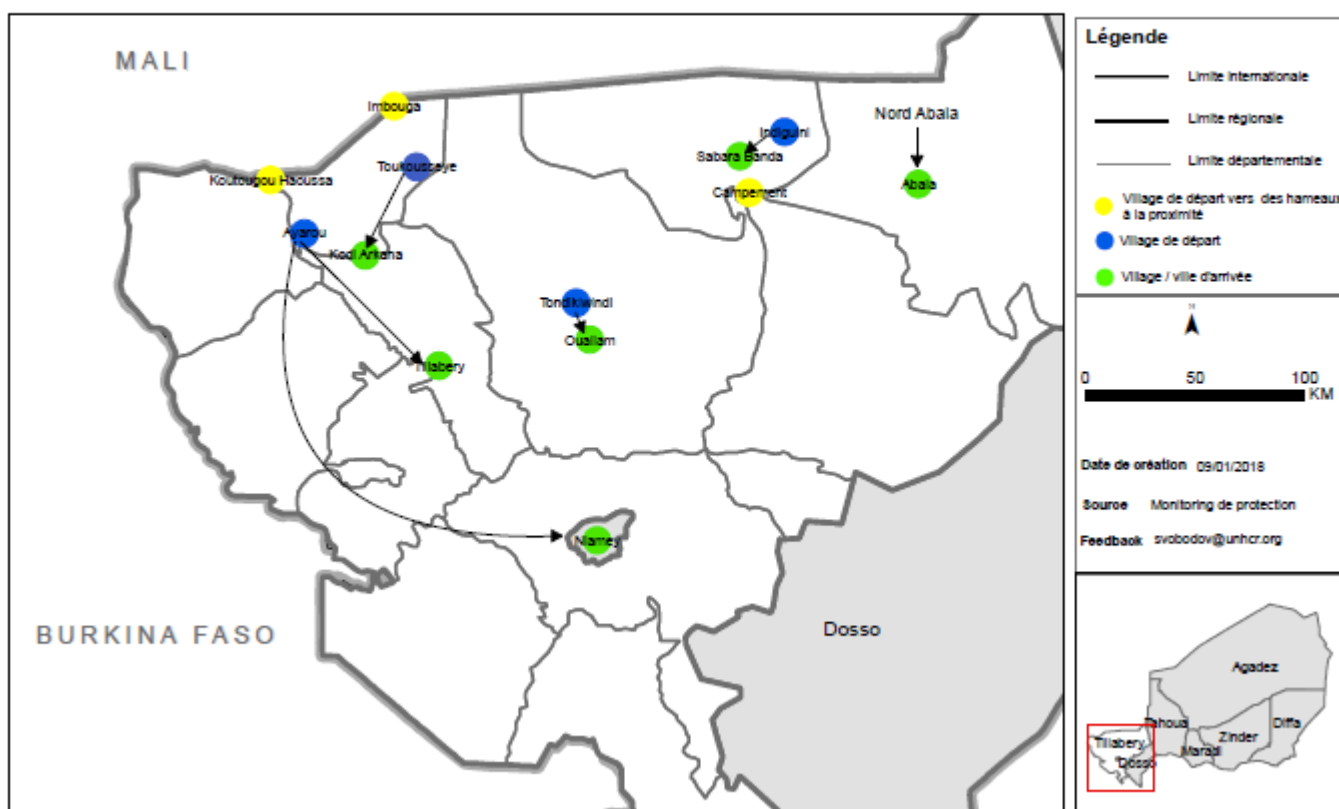 MALI
Imbouga
Toukousseye
Koutougou Haoussa
Ayarou
Kodi Arkaha
Tillabery
Tondikiwindi
Ouallam
Indiguini
Sabara Banda
Campement
Nord Abala
Abala
Niamey
BURKINA FASO
Dosso
Légende
Limite internationale
Limite régionale
Limite départementale
Village de départ vers des hameaux
à la proximité
Village de départ
Village / ville d'arrivée
N
0 50 100
KM
Date de création 09/01/2018
Source Monitoring de protection
Feedback svobodov@unhcr.org
Agadez
Tahoua
Diffa
Zinder
Maradi
Tillabery
Dosso